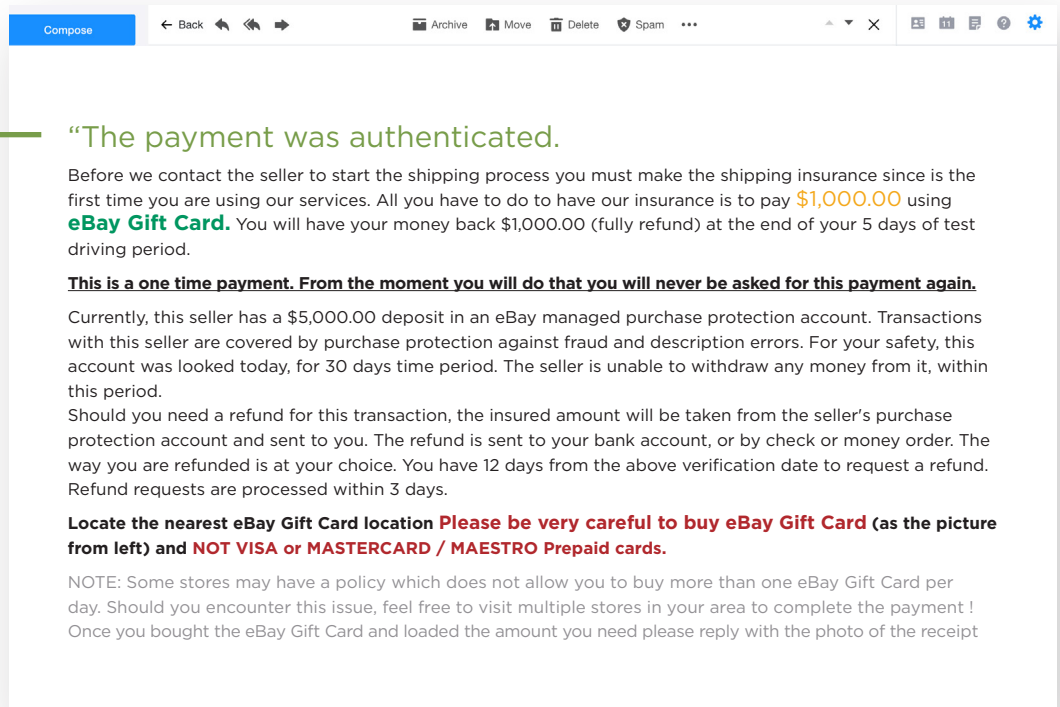 Compose
Back
Archive
Move
Delete
Spam
11
“The payment was authenticated.
Before we contact the seller to start the shipping process you must make the shipping insurance since is the
first time you are using our services. All you have to do to have our insurance is to pay $1,000.00 using
eBay Gift Card. You will have your money back $1,000.00 (fully refund) at the end of your 5 days of test
driving period.
This is a one time payment. From the moment you will do that you will never be asked for this payment again.
Currently, this seller has a $5,000.00 deposit in an eBay managed purchase protection account. Transactions
with this seller are covered by purchase protection against fraud and description errors. For your safety, this
account was looked today, for 30 days time period. The seller is unable to withdraw any money from it, within
this period.
Should you need a refund for this transaction, the insured amount will be taken from the seller's purchase
protection account and sent to you. The refund is sent to your bank account, or by check or money order. The
way you are refunded is at your choice. You have 12 days from the above verification date to request a refund.
Refund requests are processed within 3 days.
Locate the nearest eBay Gift Card location Please be very careful to buy eBay Gift Card (as the picture
from left) and NOT VISA or MASTERCARD / MAESTRO Prepaid cards.
NOTE: Some stores may have a policy which does not allow you to buy more than one eBay Gift Card per
day. Should you encounter this issue, feel free to visit multiple stores in your area to complete the payment !
Once you bought the eBay Gift Card and loaded the amount you need please reply with the photo of the receipt